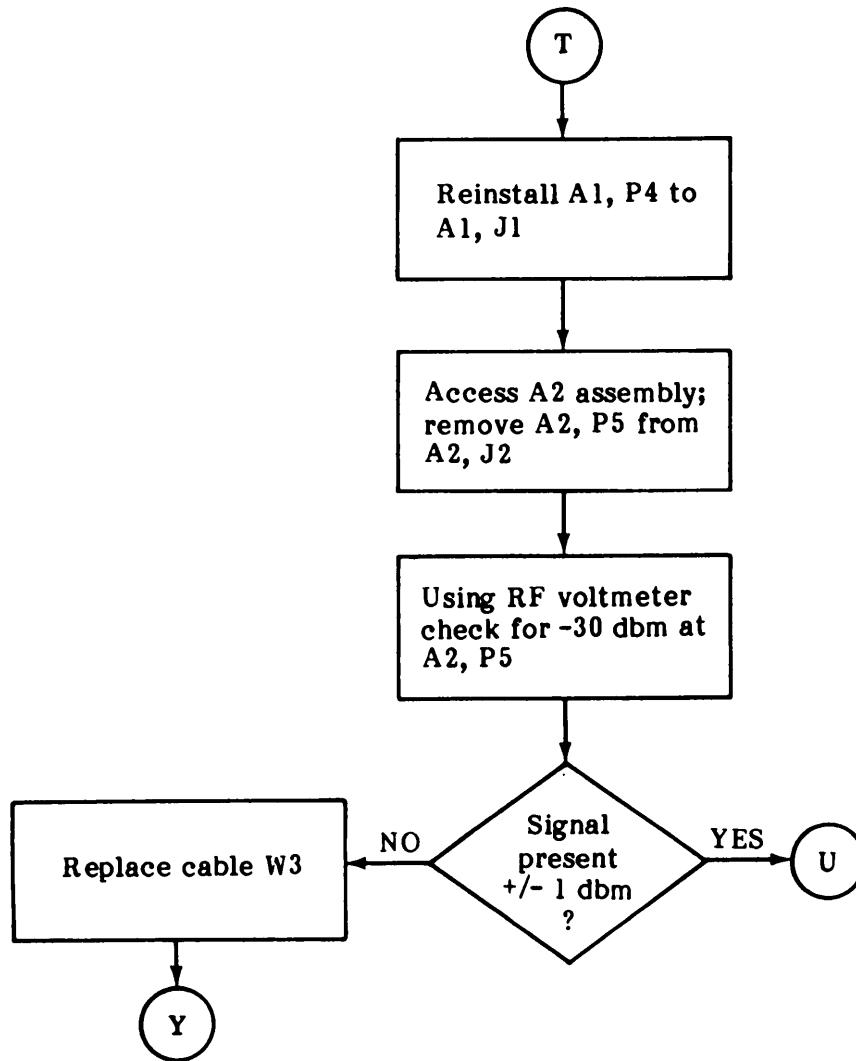 T
Reinstall A1, P4 to
A1, J1
Access A2 assembly;
remove A2, P5 from
A2, J2
Using RF voltmeter
check for -30 dbm at
A2, P5
Signal
present
+/- 1 dbm
?
NO
YES
Replace cable W3
U
Y